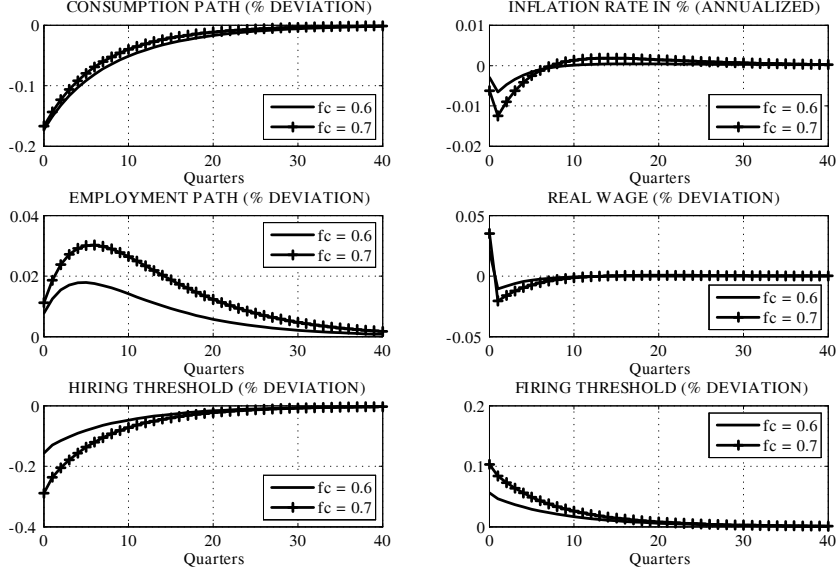 CONSUMPTION PATH (% DEVIATION)
0
-0.1
-0.2
fc = 0.6
fc = 0.7
0 10 20 30 40
Quarters
INFLATION RATE IN % (ANNUALIZED)
0.01
0
-0.01
-0.02
fc = 0.6
fc = 0.7
0 10 20 30 40
Quarters
EMPLOYMENT PATH (% DEVIATION)
0.04
0.02
0
fc = 0.6
fc = 0.7
0 10 20 30 40
REAL WAGE (% DEVIATION)
0.05
0
-0.05
fc = 0.6
fc = 0.7
0 10 20 30 40
HIRING THRESHOLD (% DEVIATION)
0
-0.2
-0.4
fc = 0.6
fc = 0.7
0 10 20 30 40
Quarters
FIRING THRESHOLD (% DEVIATION)
0.2
0.1
0
fc = 0.6
fc = 0.7
0 10 20 30 40
Quarters